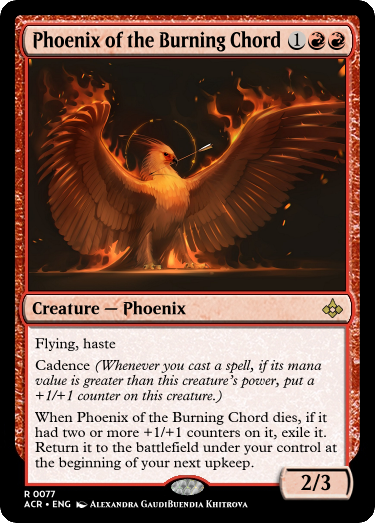 Phoenix of the Burning Chord 1
Creature — Phoenix
Flying, haste
Cadence (Whenever you cast a spell, if its mana
value is greater than this creature's power, put a
+1/+1 counter on this creature.)
When Phoenix of the Burning Chord dies, if it
had two or more +1/+1 counters on it, exile it.
Return it to the battlefield under your control at
the beginning of your next upkeep.
2/3
R 0077
ACR • ENG Alexandra GaudiBuendia Khitrova